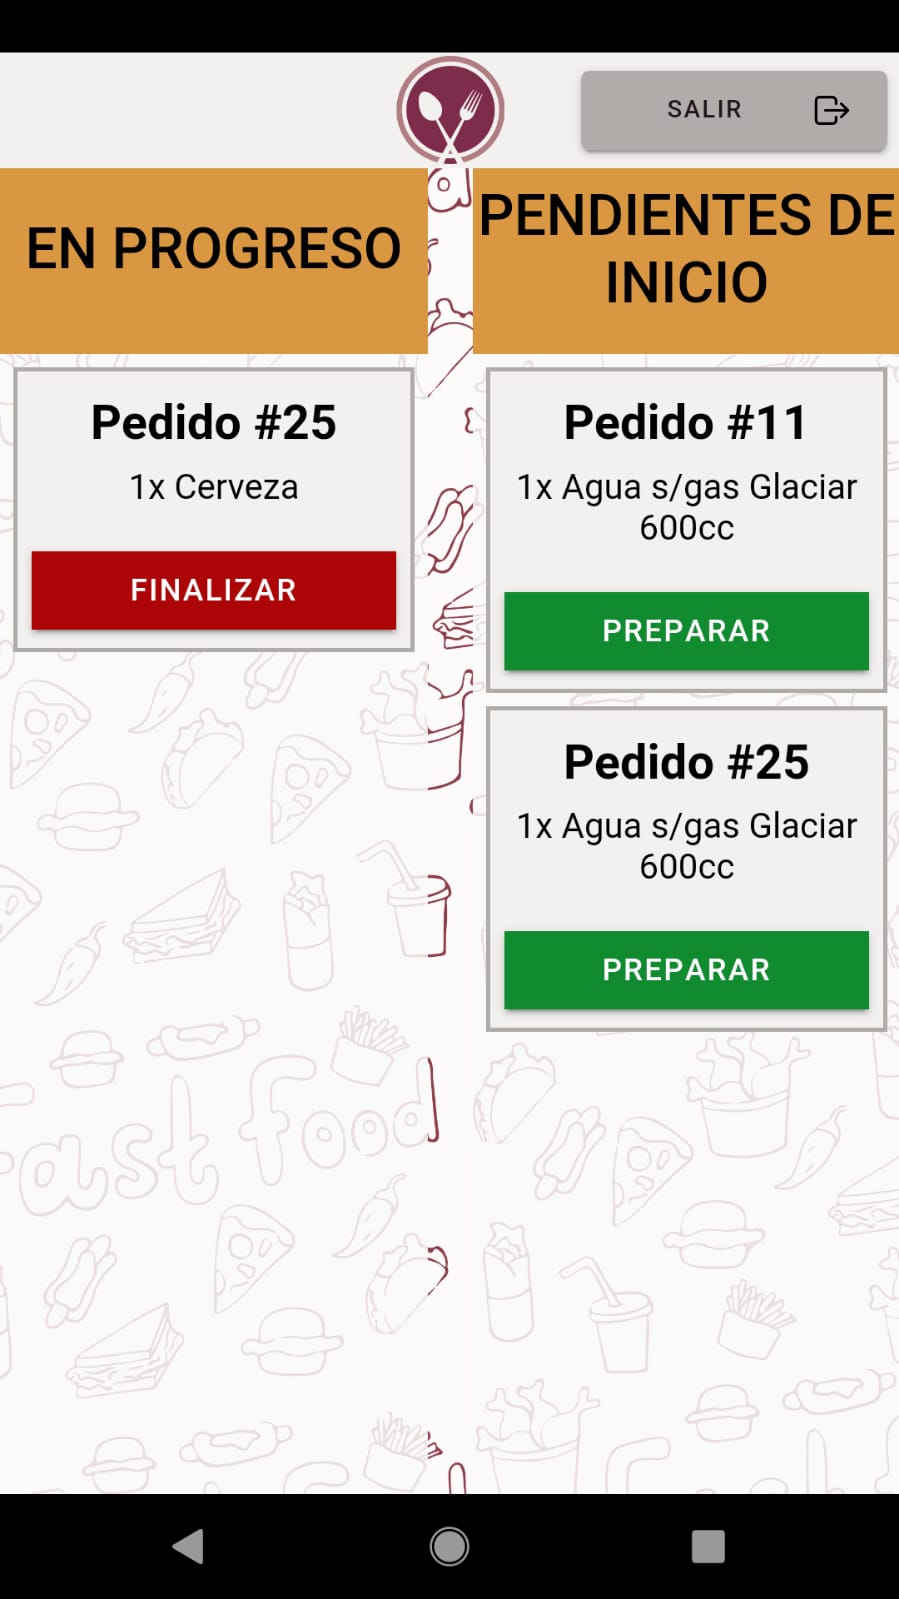 SALIR
EN PROGRESO
Pedido #25
1x Cerveza
FINALIZAR
PENDIENTES DE
INICIO
Pedido #11
1x Agua s/gas Glaciar
600cc
PREPARAR
Pedido #25
1x Agua s/gas Glaciar
600cc
PREPARAR
ast food